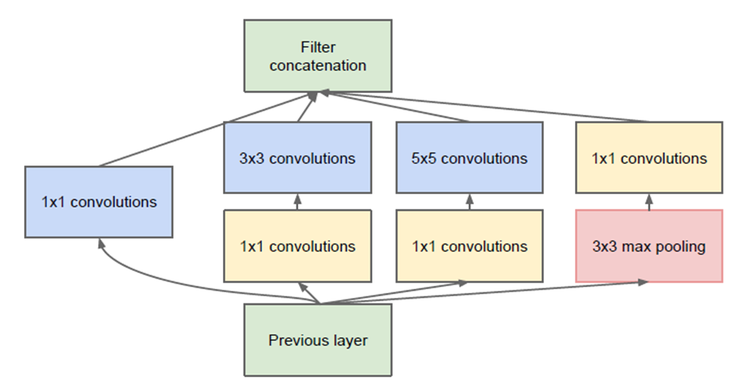 Filter
concatenation
3x3 convolutions
5x5 convolutions
1x1 convolutions
1x1 convolutions
1x1 convolutions
1x1 convolutions
3x3 max pooling
Previous layer